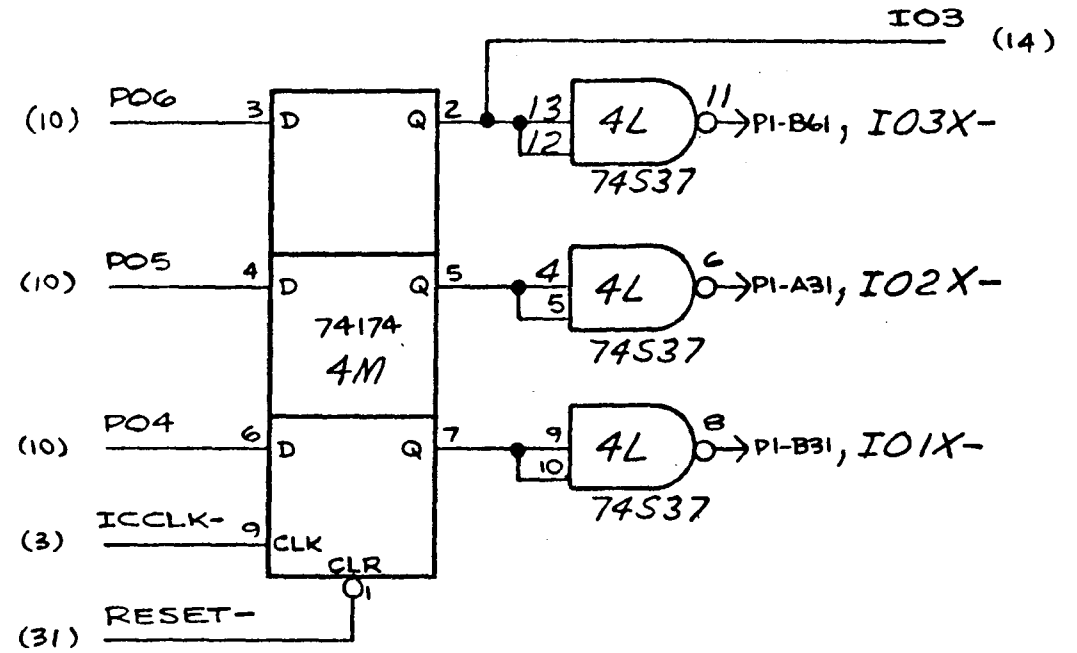 IO3
(14)
(10) PO6 3 D Q 2 13 4L 11 P1-B61, IO3X-
12
74S37
(10) PO5 4 D Q 5 4 4L 6 P1-A31, IO2X-
5
74174
74S37
4M
(10) PO4 6 D Q 7 9 4L 8 P1-B31, IO1X-
10
74S37
(3) ICCLK- 9 CLK
CLR
1
(31) RESET-